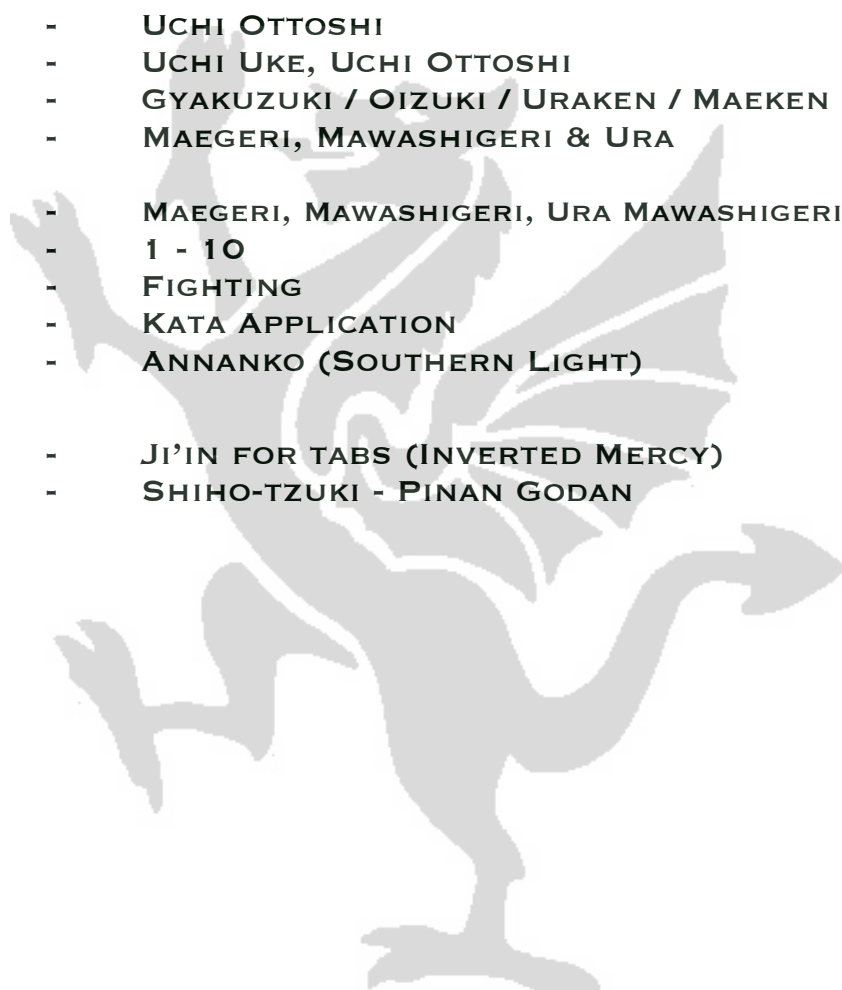 - Uchi Ottoshi
- Uchi Uke, Uchi Ottoshi
- Gyakuzuki / Oizuki / Uraken / Maeken
- Maegeri, Mawashigeri & Ura
- Maegeri, Mawashigeri, Ura Mawashigeri
- 1 - 10
- Fighting
- Kata Application
- Annanko (Southern Light)
- Ji’in for tabs (Inverted Mercy)
- Shiho-tzuki - Pinan Godan